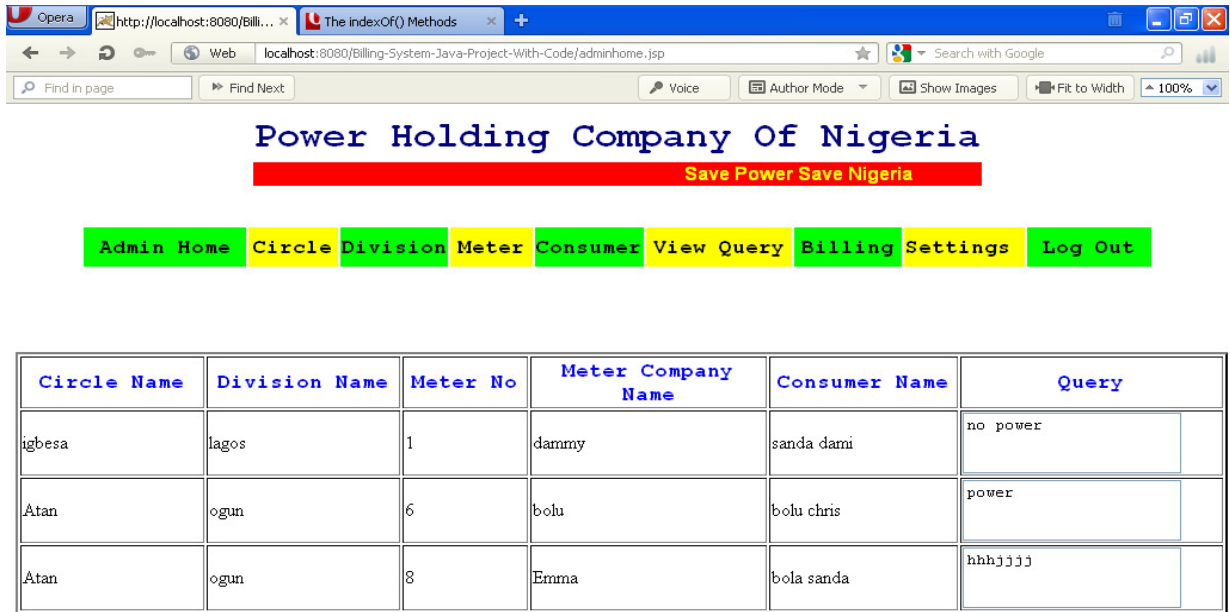 Opera
http://localhost:8080/Billi... ×
The indexOf() Methods ×
Web
localhost:8080/Billing-System-Java-Project-With-Code/adminhome.jsp
Search with Google
Find in page
Find Next
Voice
Author Mode
Show Images
Fit to Width
100%
Power Holding Company Of Nigeria
Save Power Save Nigeria
Admin Home Circle Division Meter Consumer View Query Billing Settings Log Out
Circle Name Division Name Meter No Meter Company Name Consumer Name Query
igbesa lagos 1 dammy sanda dami no power
Atan ogun 6 bolu bolu chris power
Atan ogun 8 Emma bola sanda hhhjjjj